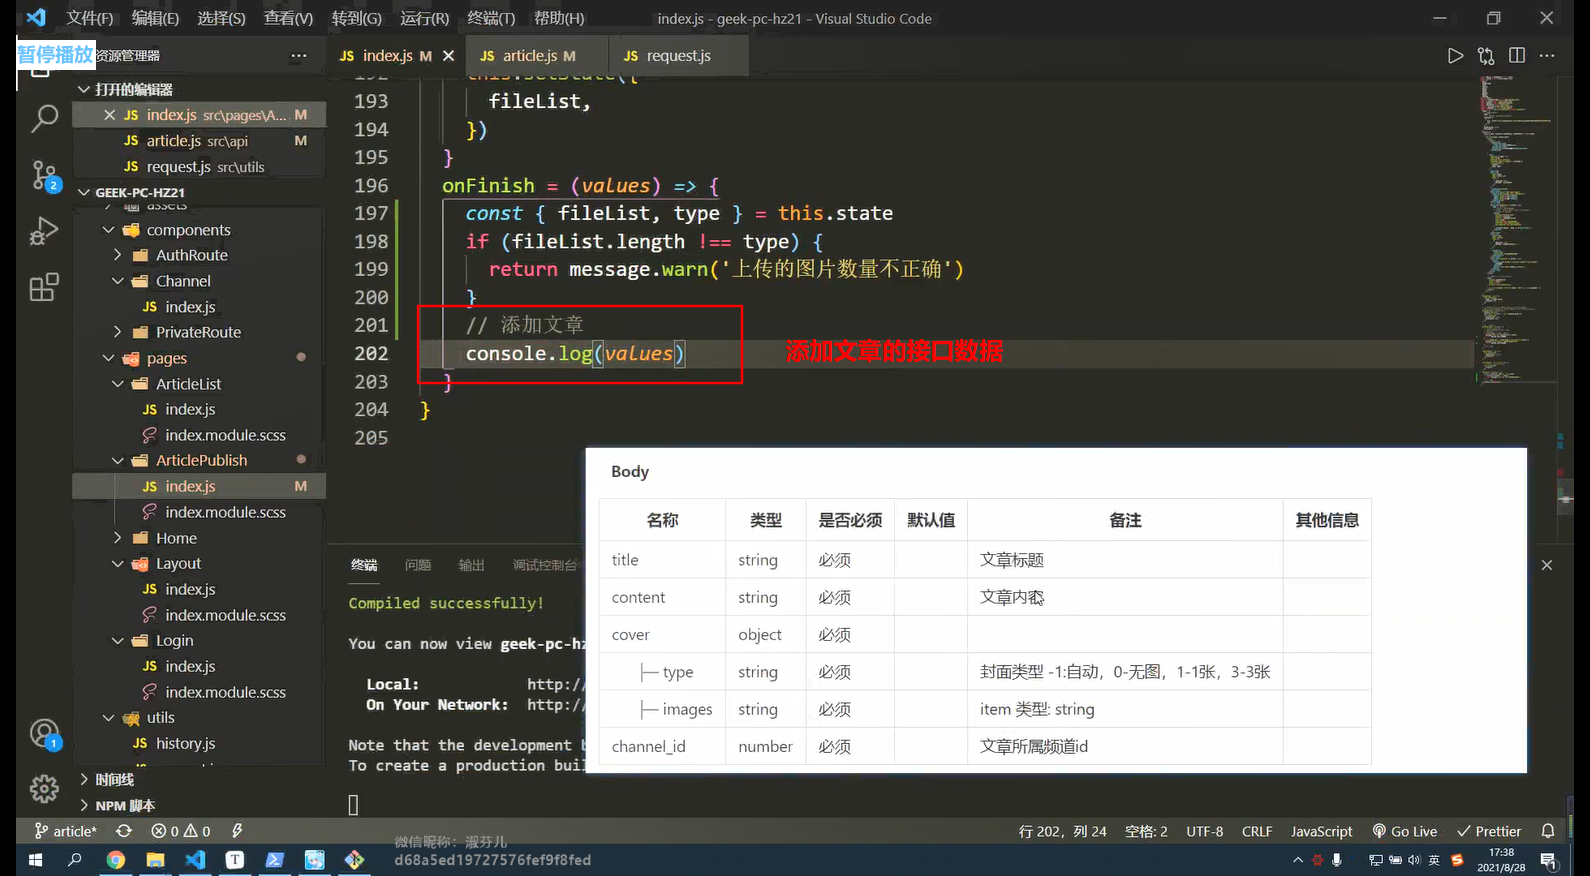 文件(F) 编辑(E) 选择(S) 查看(V) 转到(G) 运行(R) 终端(T) 帮助(H) index.js - geek-pc-hz21 - Visual Studio Code
暂停播放
资源管理器
JS index.js M JS article.js M JS request.js
打开的编辑器
JS index.js src\pages\A... M
JS article.js src\api M
JS request.js src\utils
GEEK-PC-HZ21
assets
components
AuthRoute
Channel
JS index.js
PrivateRoute
pages
ArticleList
JS index.js
index.module.scss
ArticlePublish
JS index.js M
index.module.scss
Home
Layout
JS index.js
index.module.scss
Login
JS index.js
index.module.scss
utils
JS history.js
时间线
NPM 脚本
192 this.setState({
193 fileList,
194 })
195 }
196 onFinish = (values) => {
197 const { fileList, type } = this.state
198 if (fileList.length !== type) {
199 return message.warn('上传的图片数量不正确')
200 }
201 // 添加文章
202 console.log(values)
203 }
204 }
205
添加文章的接口数据
终端 问题 输出 调试控制台
Compiled successfully!
You can now view geek-pc-hz
Local: http:/
On Your Network: http:/
Note that the development b
To create a production buil
Body
名称 类型 是否必须 默认值 备注 其他信息
title string 必须 文章标题
content string 必须 文章内容
cover object 必须
├─ type string 必须 封面类型 -1:自动，0-无图，1-1张，3-3张
├─ images string 必须 item 类型: string
channel_id number 必须 文章所属频道id
2
1
article* 0 0 行 202，列 24 空格: 2 UTF-8 CRLF JavaScript Go Live Prettier
微信昵称：淑芬儿
d68a5ed19727576fef9f8fed
T
英
17:38
2021/8/28
1